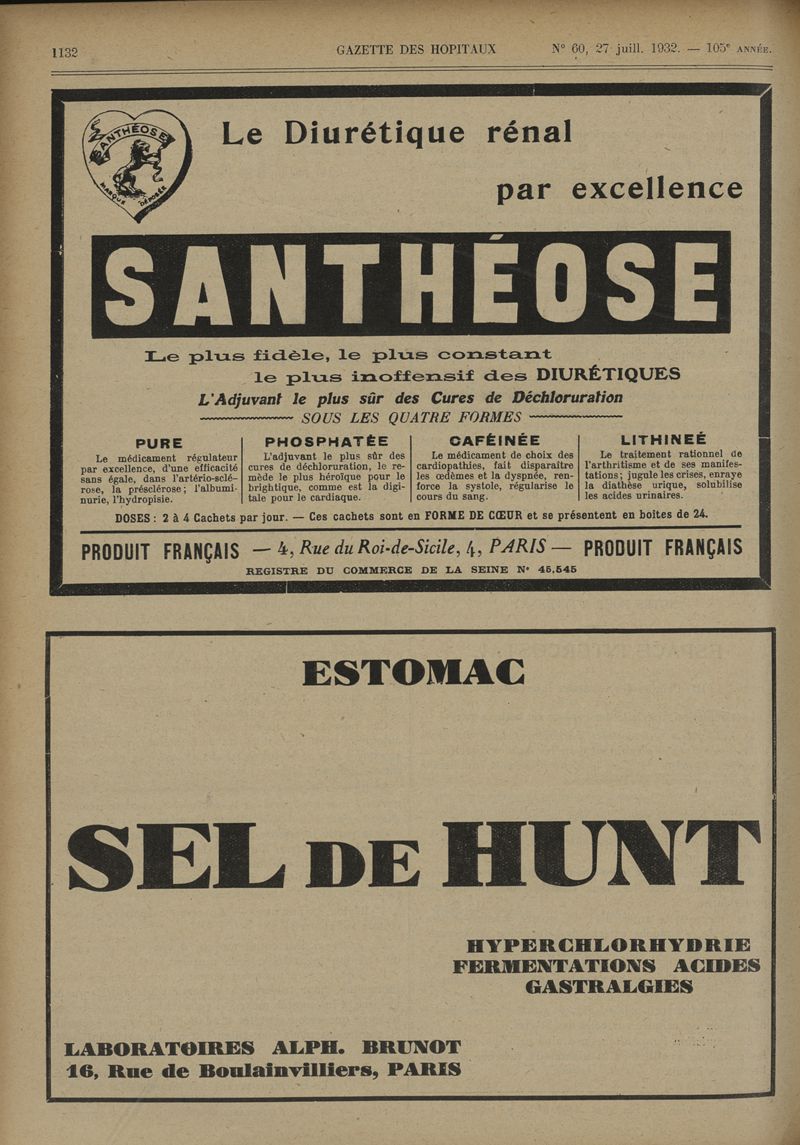 1132
GAZETTE DES HOPITAUX
N° 60, 27 juill. 1932. — 105e ANNÉE.
SANTHÉOSE
MARQUE DÉPOSÉE
Le Diurétique rénal
par excellence
SANTHÉOSE
Le plus fidèle, le plus constant
le plus inoffensif des DIURÉTIQUES
L'Adjuvant le plus sûr des Cures de Déchloruration
SOUS LES QUATRE FORMES
PURE
Le médicament régulateur
par excellence, d'une efficacité
sans égale, dans l'artério-sclé-
rose, la présclérose; l'albumi-
nurie, l'hydropisie.
PHOSPHATÉE
L'adjuvant le plus sûr des
cures de déchloruration, le re-
mède le plus héroïque pour le
brightique, comme est la digi-
tale pour le cardiaque.
CAFÉINÉE
Le médicament de choix des
cardiopathies, fait disparaître
les œdèmes et la dyspnée, ren-
force la systole, régularise le
cours du sang.
LITHINEÉ
Le traitement rationnel de
l'arthritisme et de ses manifes-
tations; jugule les crises, enraye
la diathèse urique, solubilise
les acides urinaires.
DOSES : 2 à 4 Cachets par jour. — Ces cachets sont en FORME DE CŒUR et se présentent en boîtes de 24.
PRODUIT FRANÇAIS — 4, Rue du Roi-de-Sicile, 4, PARIS — PRODUIT FRANÇAIS
REGISTRE DU COMMERCE DE LA SEINE N° 45.545
ESTOMAC
SEL DE HUNT
HYPERCHLORHYDRIE
FERMENTATIONS ACIDES
GASTRALGIES
LABORATOIRES ALPH. BRUNOT
16, Rue de Boulainvilliers, PARIS